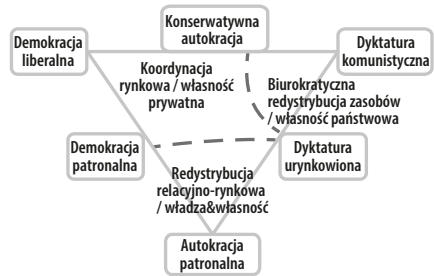 Konserwatywna
autokracja
Demokracja
liberalna
Dyktatura
komunistyczna
Koordynacja
rynkowa / własność
prywatna
Biurokratyczna
redystrybucja zasobów
/ własność państwowa
Demokracja
patronalna
Dyktatura
urynkowiona
Redystrybucja
relacyjno-rynkowa
/ władza&własność
Autokracja
patronalna